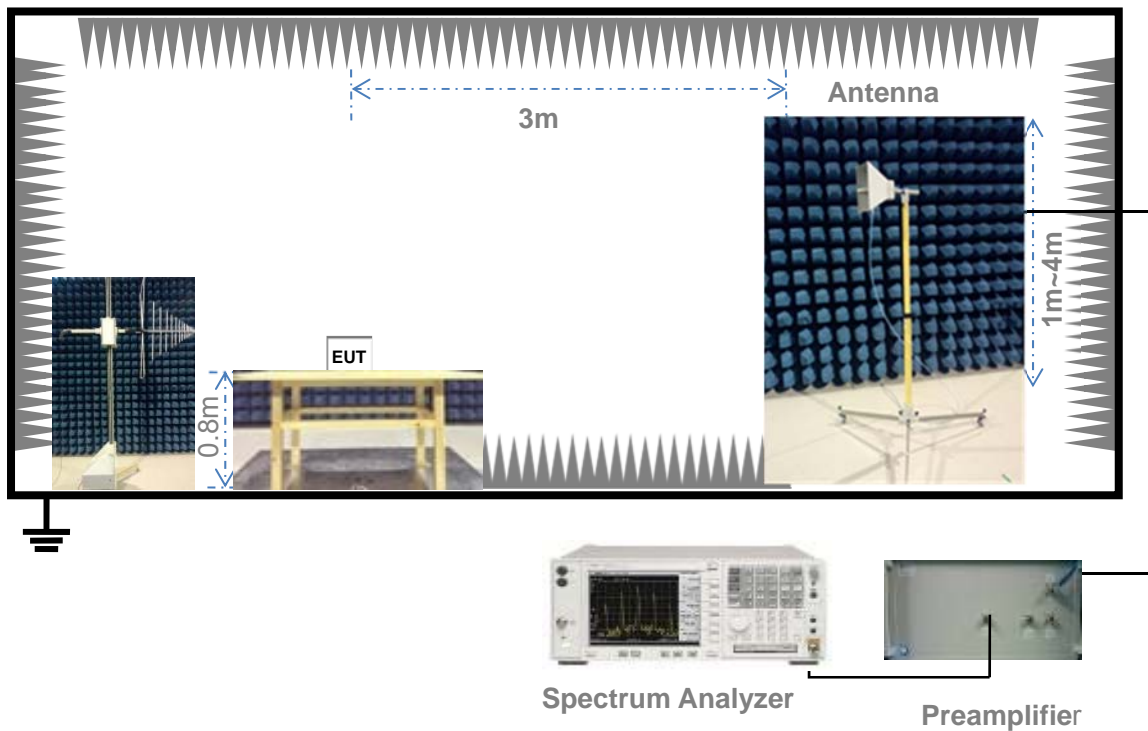 Antenna
3m
1m~4m
EUT
0.8m
Spectrum Analyzer
Preamplifier